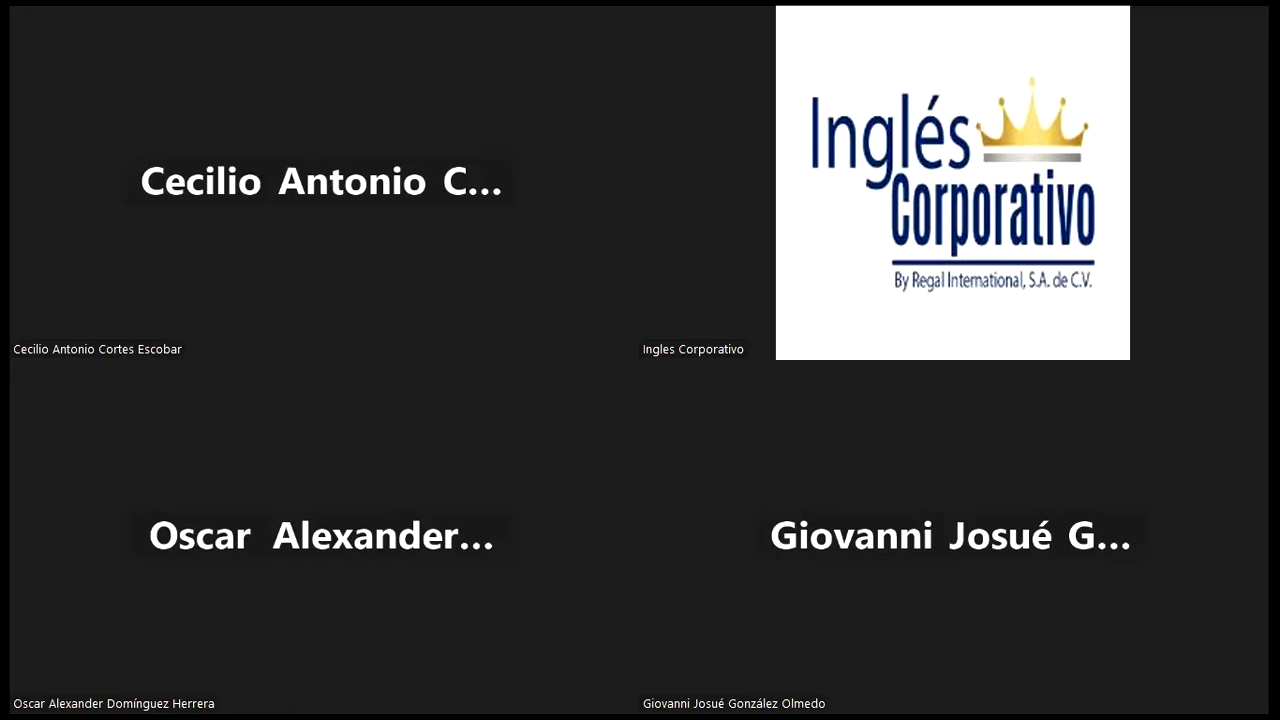 Cecilio Antonio C...
Cecilio Antonio Cortes Escobar
Inglés
Corporativo
By Regal International, S.A. de C.V.
Ingles Corporativo
Oscar Alexander...
Oscar Alexander Domínguez Herrera
Giovanni Josué G...
Giovanni Josué González Olmedo